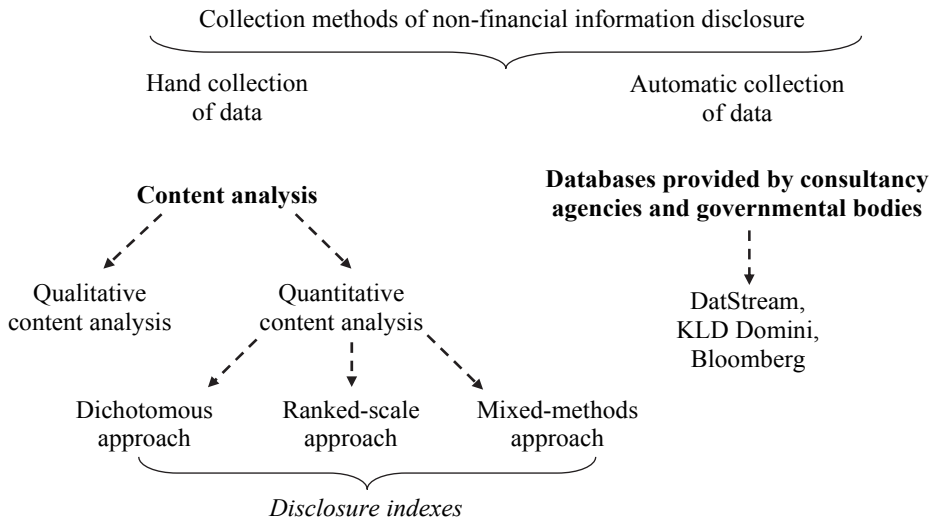 Collection methods of non-financial information disclosure
Hand collection
of data
Automatic collection
of data
Content analysis
Databases provided by consultancy
agencies and governmental bodies
Qualitative
content analysis
Quantitative
content analysis
DatStream,
KLD Domini,
Bloomberg
Dichotomous
approach
Ranked-scale
approach
Mixed-methods
approach
Disclosure indexes